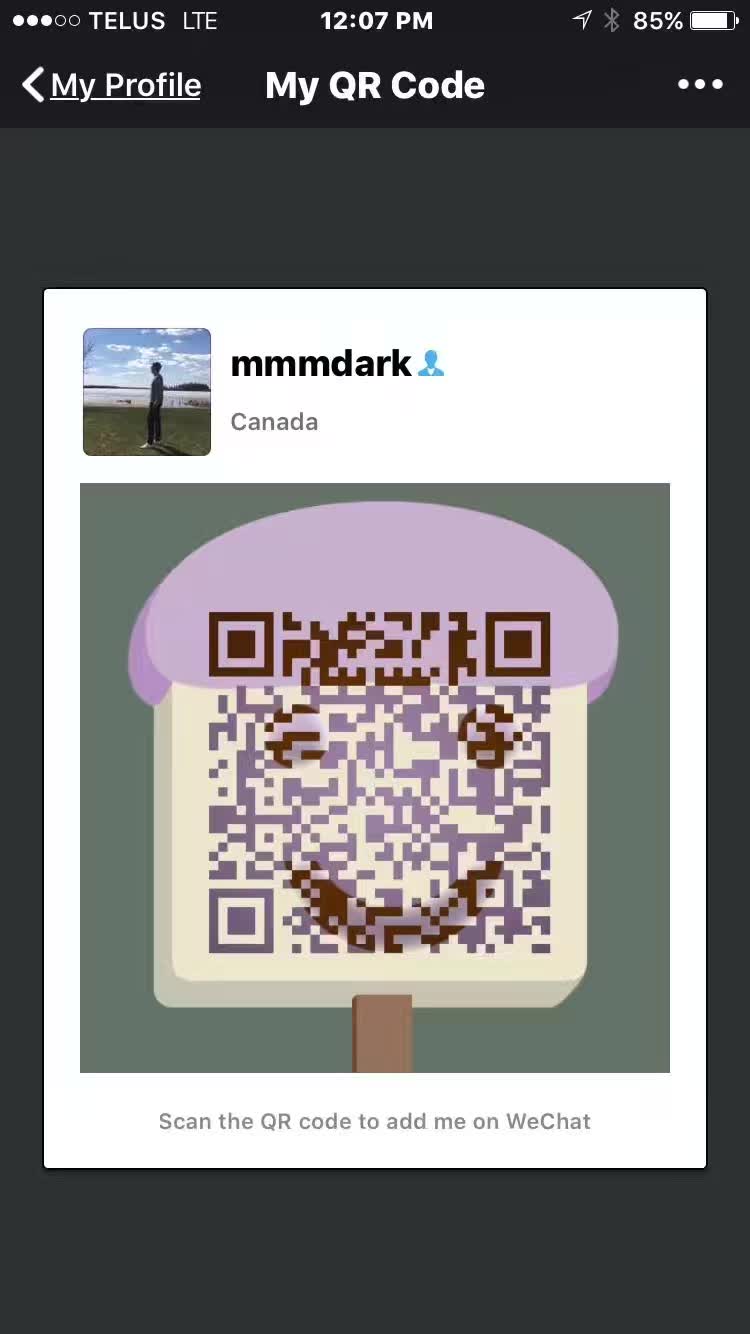 TELUS LTE 12:07 PM 85%
My Profile My QR Code
mmmdark
Canada
Scan the QR code to add me on WeChat